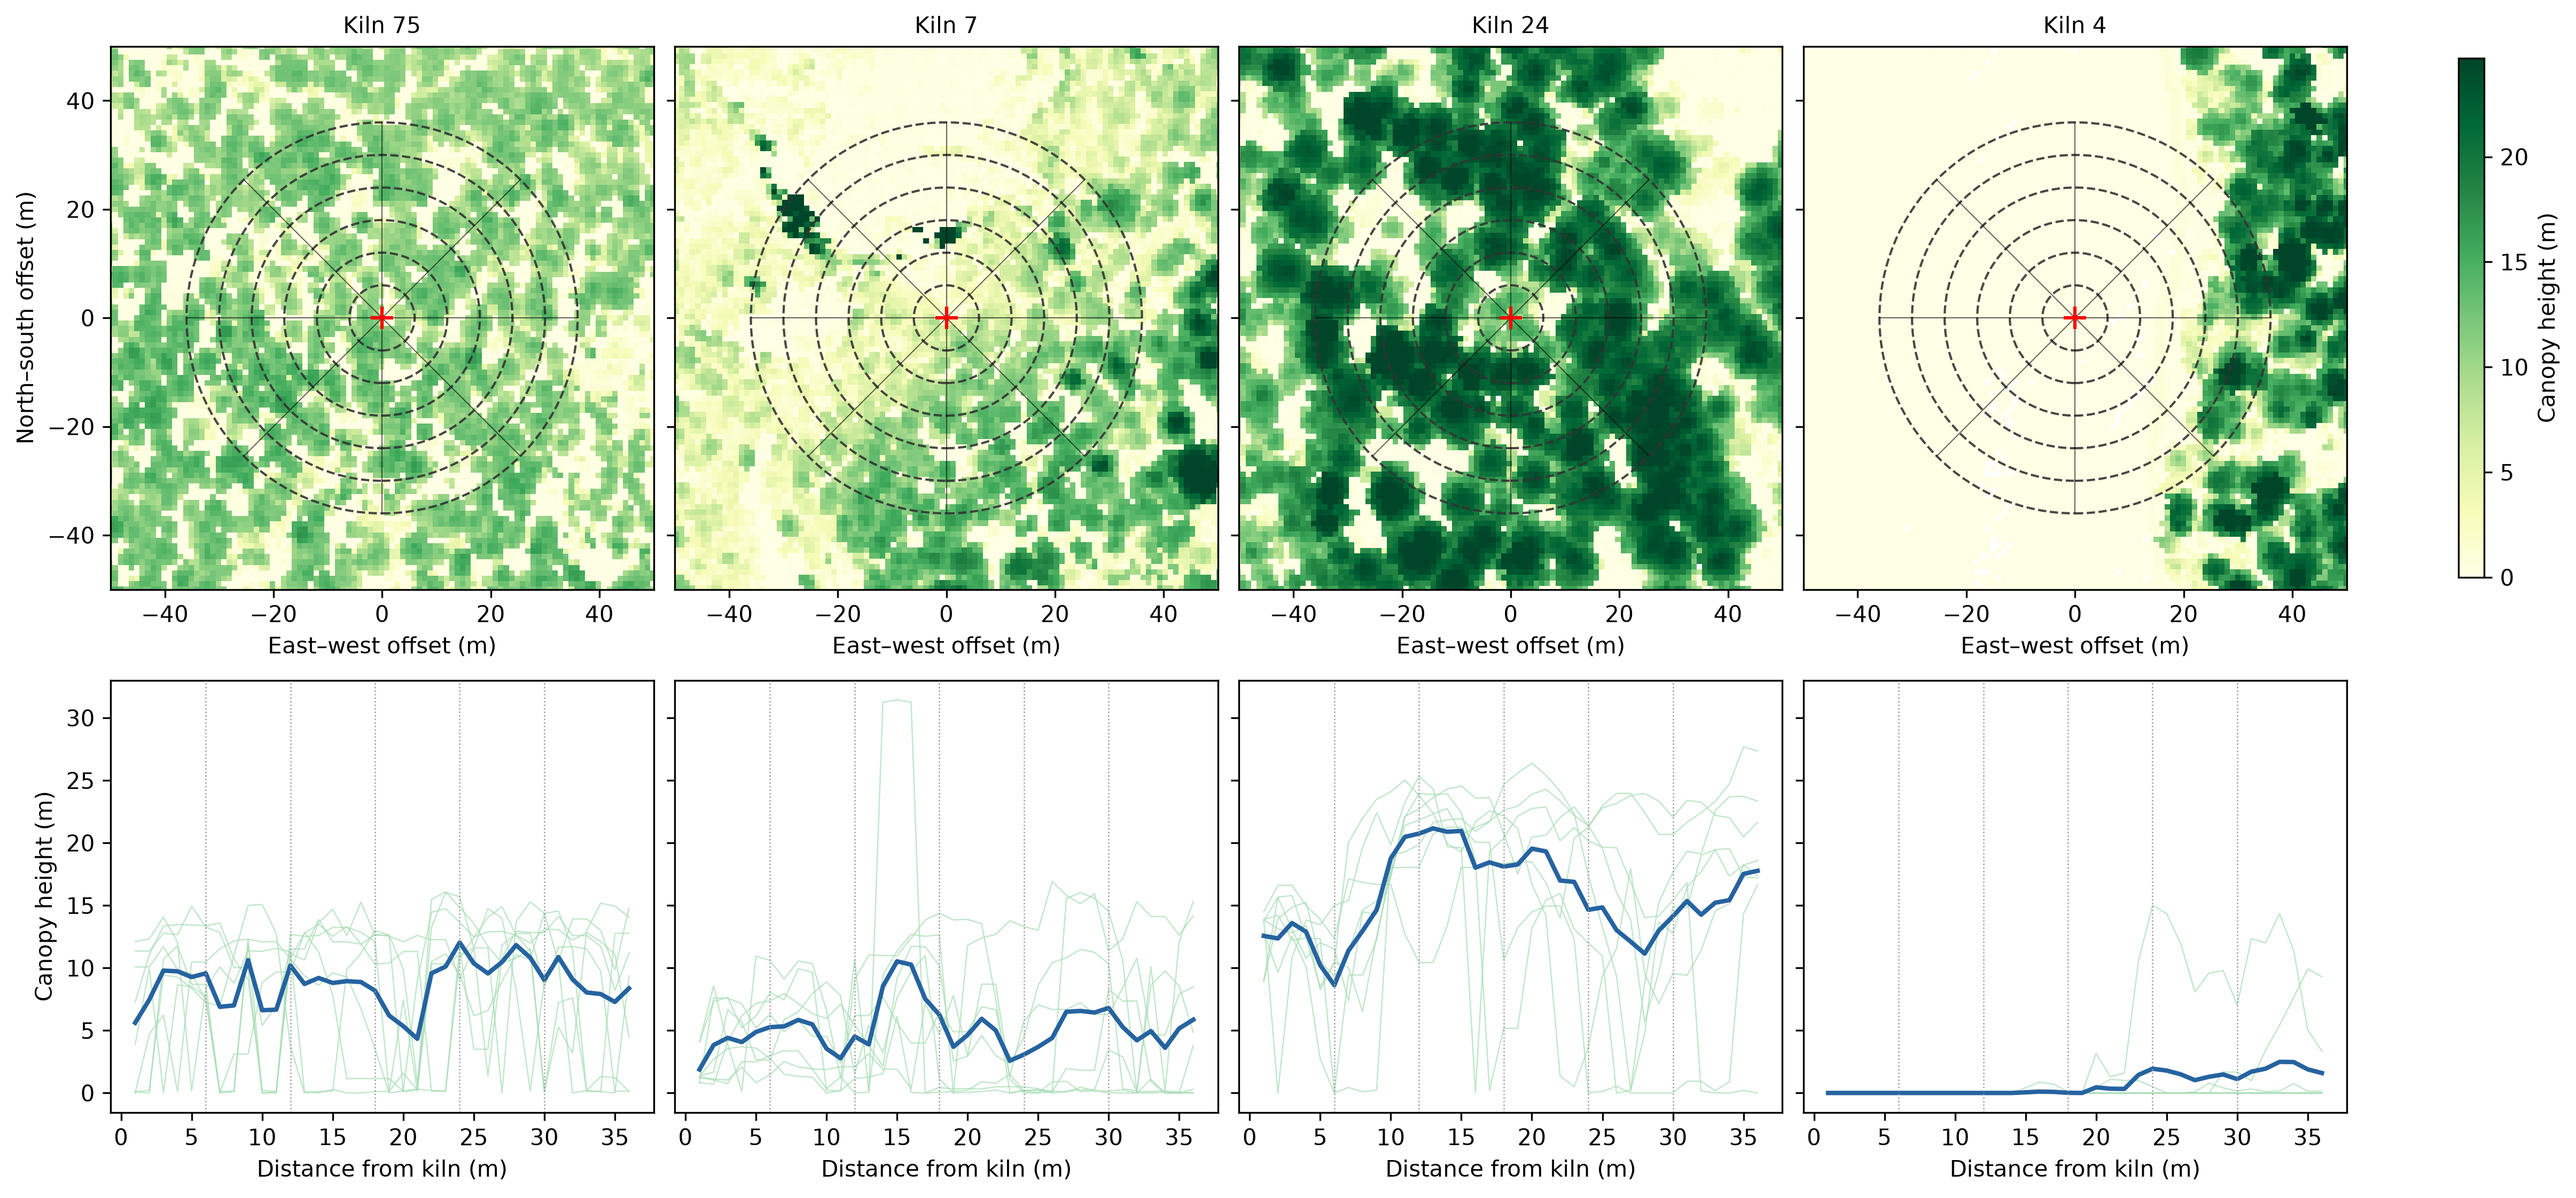 Kiln 75 Kiln 7 Kiln 24 Kiln 4
40
20
0
−20
−40
North–south offset (m)
−40 −20 0 20 40 −40 −20 0 20 40 −40 −20 0 20 40 −40 −20 0 20 40
East–west offset (m) East–west offset (m) East–west offset (m) East–west offset (m)
20
15
10
5
0
Canopy height (m)
30
25
20
15
10
5
0
Canopy height (m)
0 5 10 15 20 25 30 35 0 5 10 15 20 25 30 35 0 5 10 15 20 25 30 35 0 5 10 15 20 25 30 35
Distance from kiln (m) Distance from kiln (m) Distance from kiln (m) Distance from kiln (m)